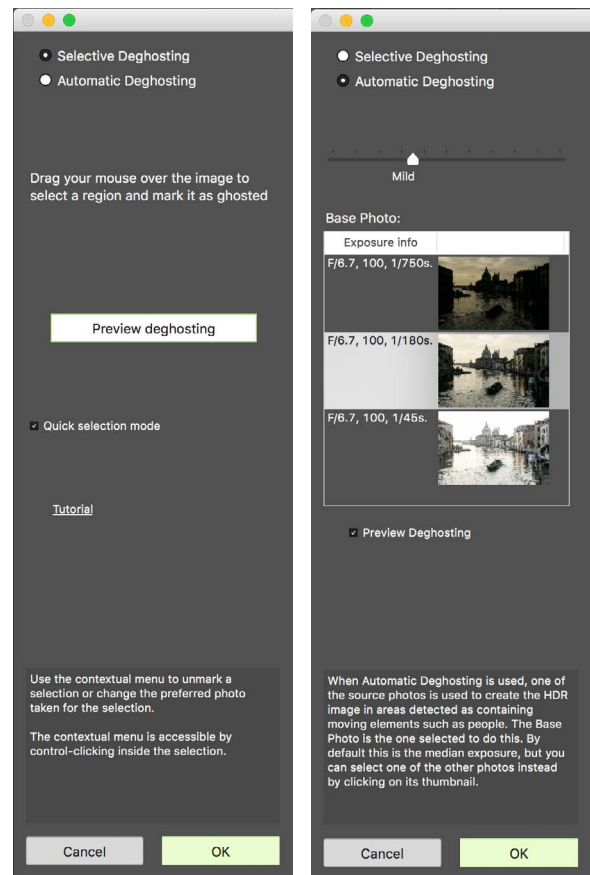 Selective Deghosting
Automatic Deghosting
Drag your mouse over the image to
select a region and mark it as ghosted
Preview deghosting
Quick selection mode
Tutorial
Use the contextual menu to unmark a
selection or change the preferred photo
taken for the selection.
The contextual menu is accessible by
control-clicking inside the selection.
Cancel
OK
Selective Deghosting
Automatic Deghosting
Mild
Base Photo:
Exposure info
F/6.7, 100, 1/750s.
F/6.7, 100, 1/180s.
F/6.7, 100, 1/45s.
Preview Deghosting
When Automatic Deghosting is used, one of
the source photos is used to create the HDR
image in areas detected as containing
moving elements such as people. The Base
Photo is the one selected to do this. By
default this is the median exposure, but you
can select one of the other photos instead
by clicking on its thumbnail.
Cancel
OK